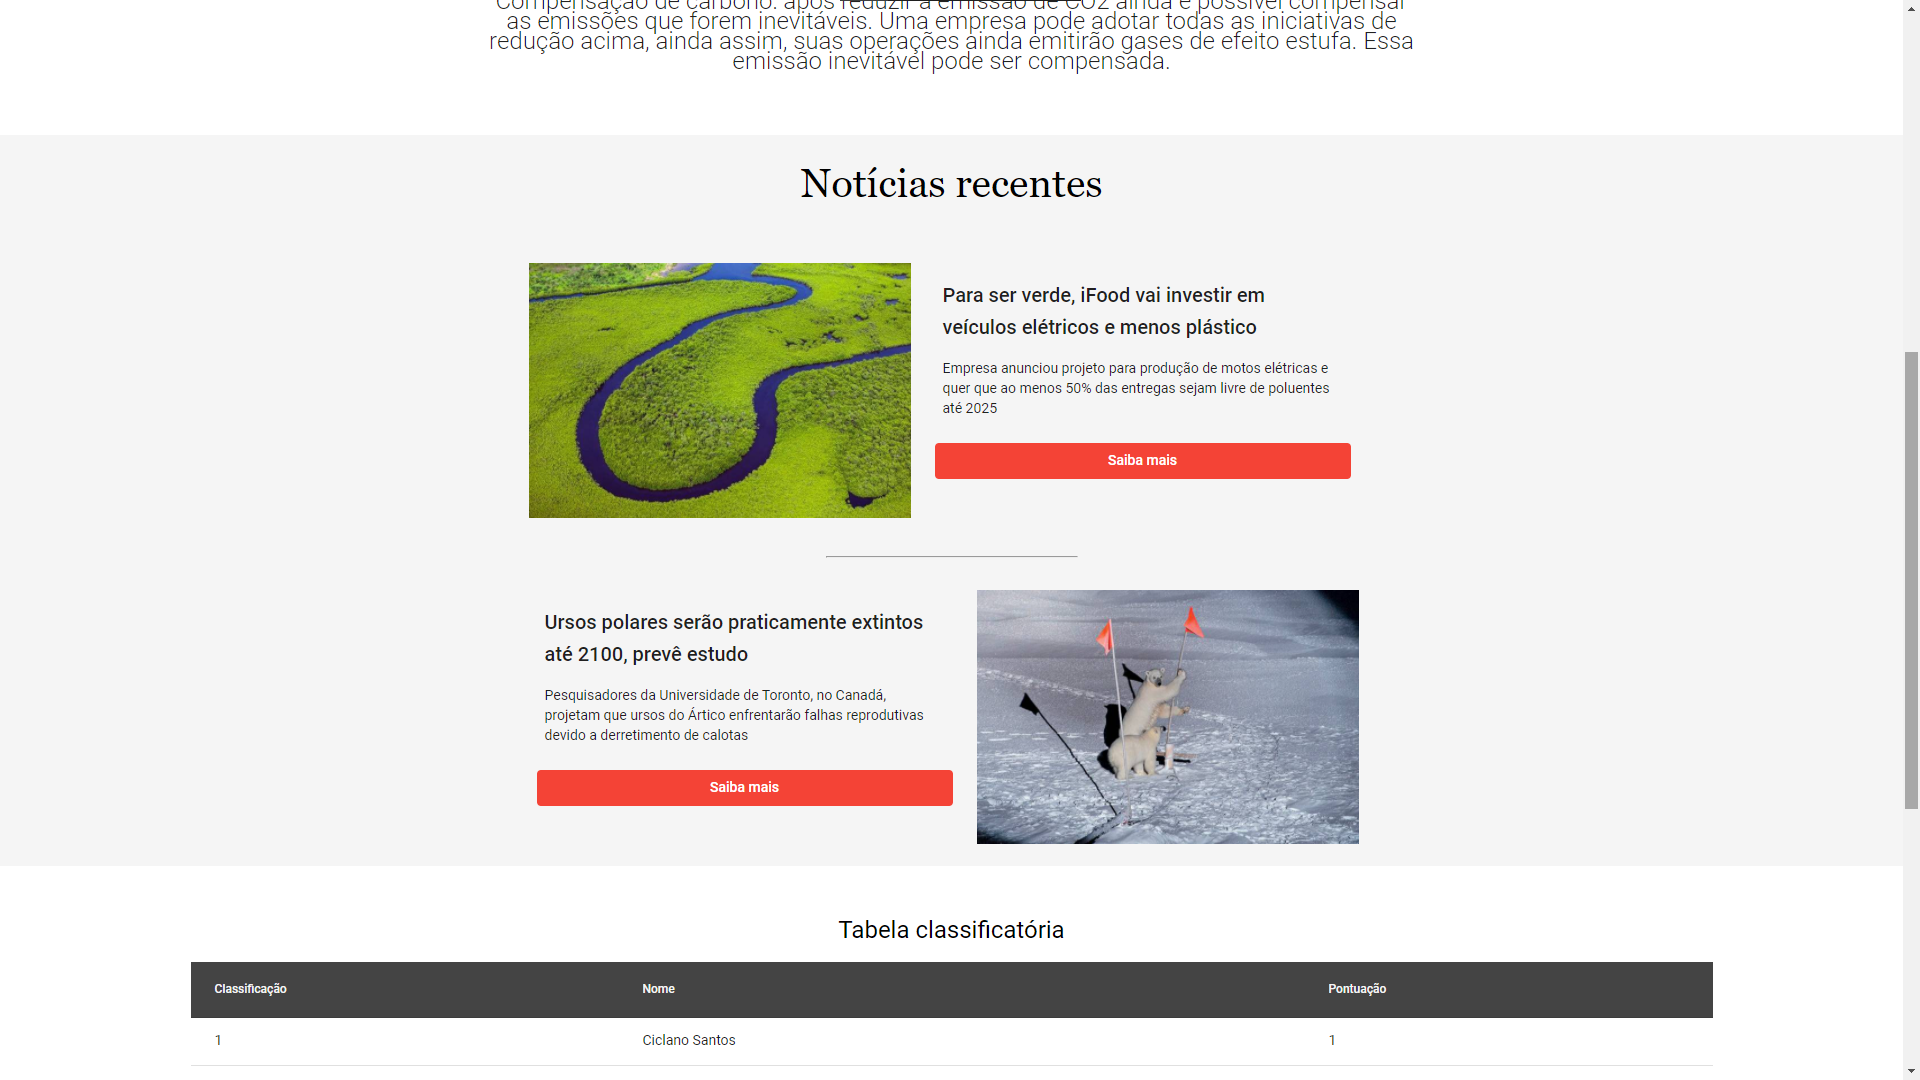 Compensação de carbono: após reduzir a emissão de CO2 ainda é possível compensar
as emissões que forem inevitáveis. Uma empresa pode adotar todas as iniciativas de
redução acima, ainda assim, suas operações ainda emitirão gases de efeito estufa. Essa
emissão inevitável pode ser compensada.
Notícias recentes
Para ser verde, iFood vai investir em
veículos elétricos e menos plástico
Empresa anunciou projeto para produção de motos elétricas e
quer que ao menos 50% das entregas sejam livre de poluentes
até 2025
Saiba mais
Ursos polares serão praticamente extintos
até 2100, prevê estudo
Pesquisadores da Universidade de Toronto, no Canadá,
projetam que ursos do Ártico enfrentarão falhas reprodutivas
devido a derretimento de calotas
Saiba mais
Tabela classificatória
Classificação Nome Pontuação
1 Ciclano Santos 1